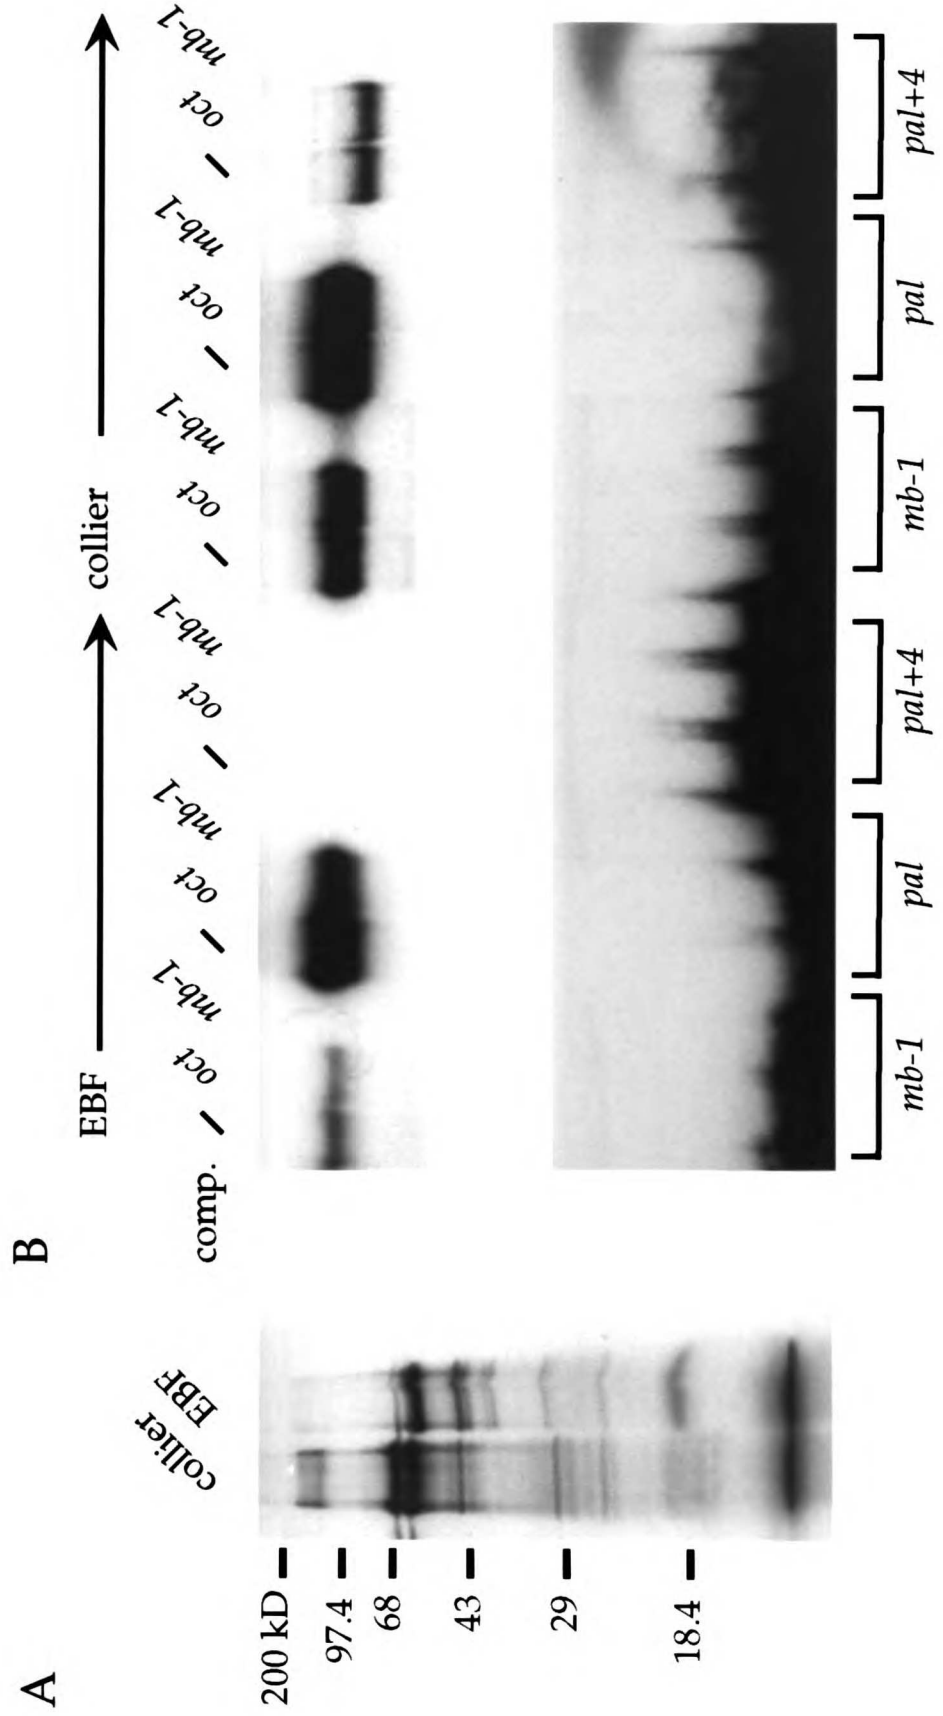 A
collier EBF
200 kD
97.4
68
43
29
18.4
B
EBF collier
comp. – oct mb-1 – oct mb-1 – oct mb-1 – oct mb-1 – oct mb-1 – oct mb-1
mb-1 pal pal+4 mb-1 pal pal+4